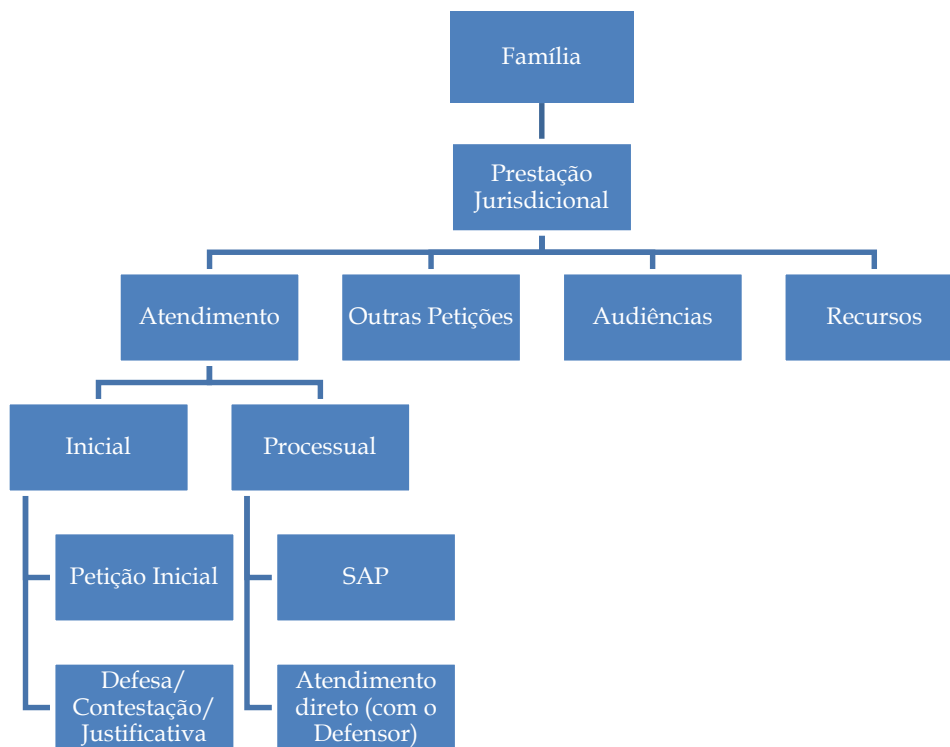 Família
Prestação
Jurisdicional
Atendimento
Outras Petições
Audiências
Recursos
Inicial
Processual
Petição Inicial
SAP
Defesa/
Contestação/
Justificativa
Atendimento
direto (com o
Defensor)